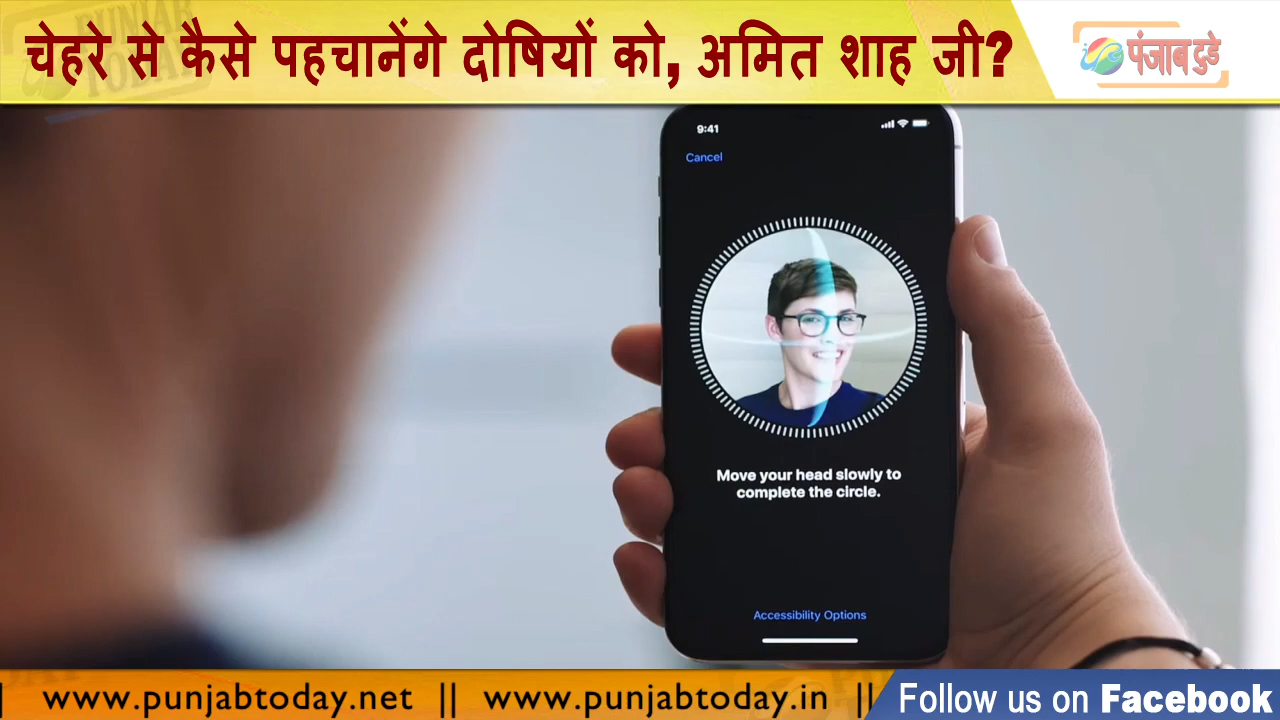 चेहरे से कैसे पहचानेंगे दोषियों को, अमित शाह जी?
पंजाब टुडे
9:41
Cancel
Move your head slowly to
complete the circle.
Accessibility Options
| www.punjabtoday.net || www.punjabtoday.in ||
Follow us on Facebook